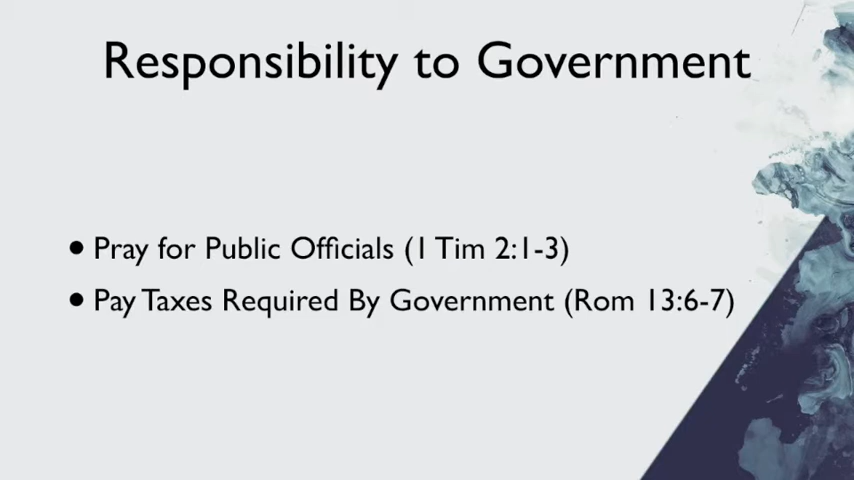 Responsibility to Government
• Pray for Public Officials (1 Tim 2:1-3)
• Pay Taxes Required By Government (Rom 13:6-7)